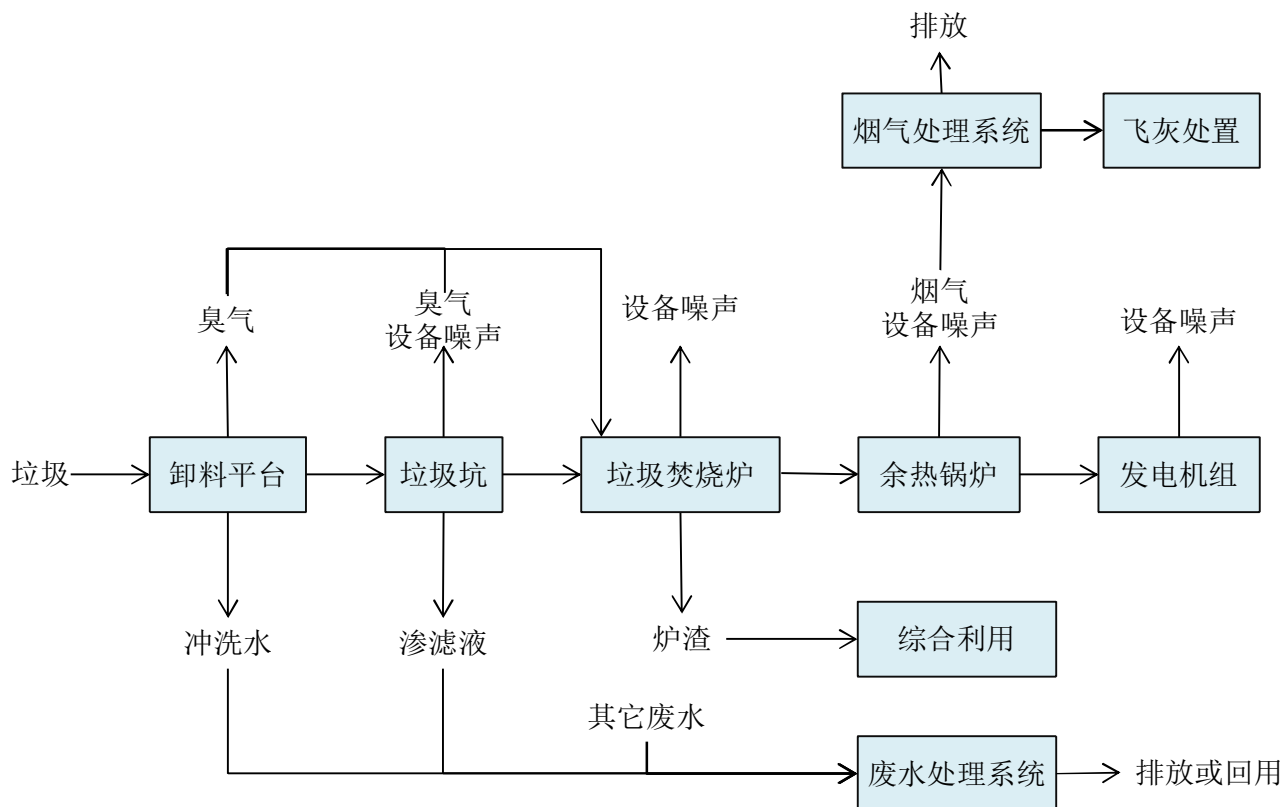 排放
烟气处理系统
飞灰处置
臭气
臭气
设备噪声
设备噪声
烟气
设备噪声
设备噪声
垃圾
卸料平台
垃圾坑
垃圾焚烧炉
余热锅炉
发电机组
冲洗水
渗滤液
炉渣
综合利用
其它废水
废水处理系统
排放或回用